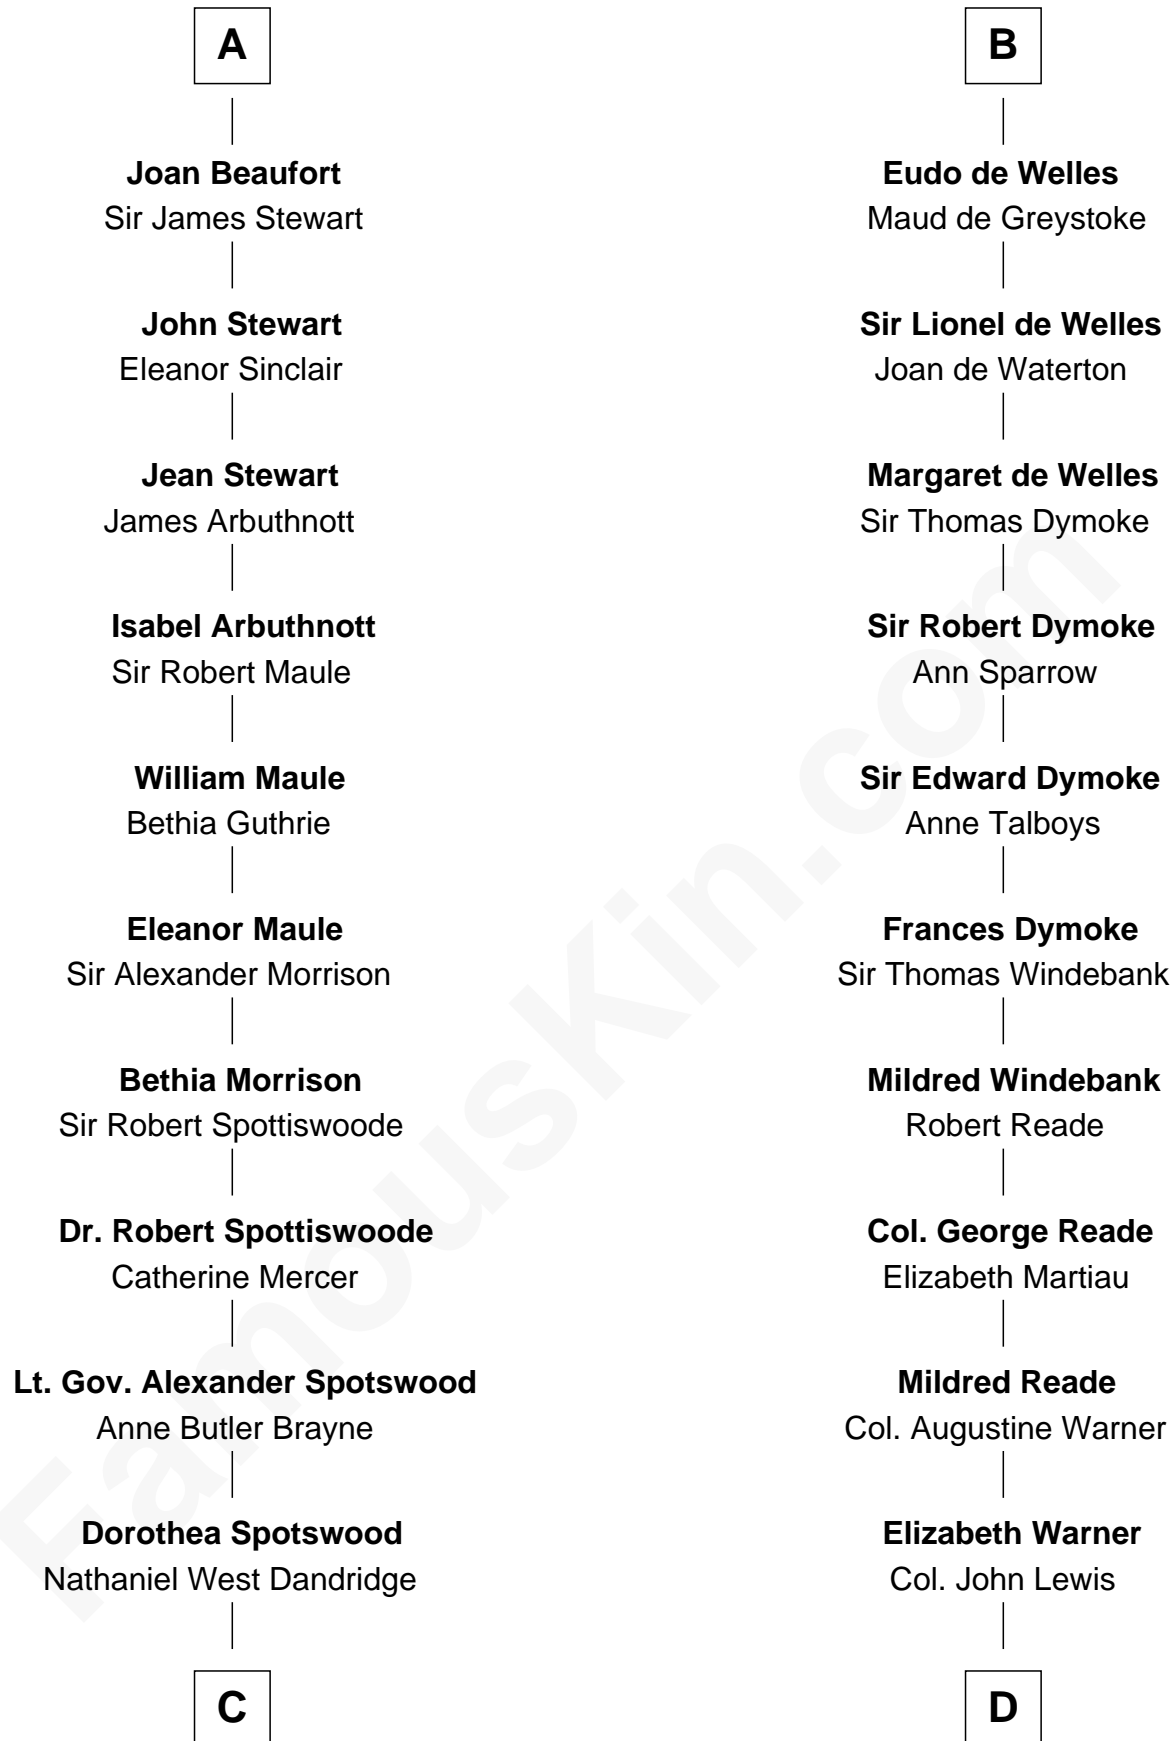 A
Joan Beaufort
Sir James Stewart
John Stewart
Eleanor Sinclair
Jean Stewart
James Arbuthnott
Isabel Arbuthnott
Sir Robert Maule
William Maule
Bethia Guthrie
Eleanor Maule
Sir Alexander Morrison
Bethia Morrison
Sir Robert Spottiswoode
Dr. Robert Spottiswoode
Catherine Mercer
Lt. Gov. Alexander Spotswood
Anne Butler Brayne
Dorothea Spotswood
Nathaniel West Dandridge
C
B
Eudo de Welles
Maud de Greystoke
Sir Lionel de Welles
Joan de Waterton
Margaret de Welles
Sir Thomas Dymoke
Sir Robert Dymoke
Ann Sparrow
Sir Edward Dymoke
Anne Talboys
Frances Dymoke
Sir Thomas Windebank
Mildred Windebank
Robert Reade
Col. George Reade
Elizabeth Martiau
Mildred Reade
Col. Augustine Warner
Elizabeth Warner
Col. John Lewis
D
FamousKin.com